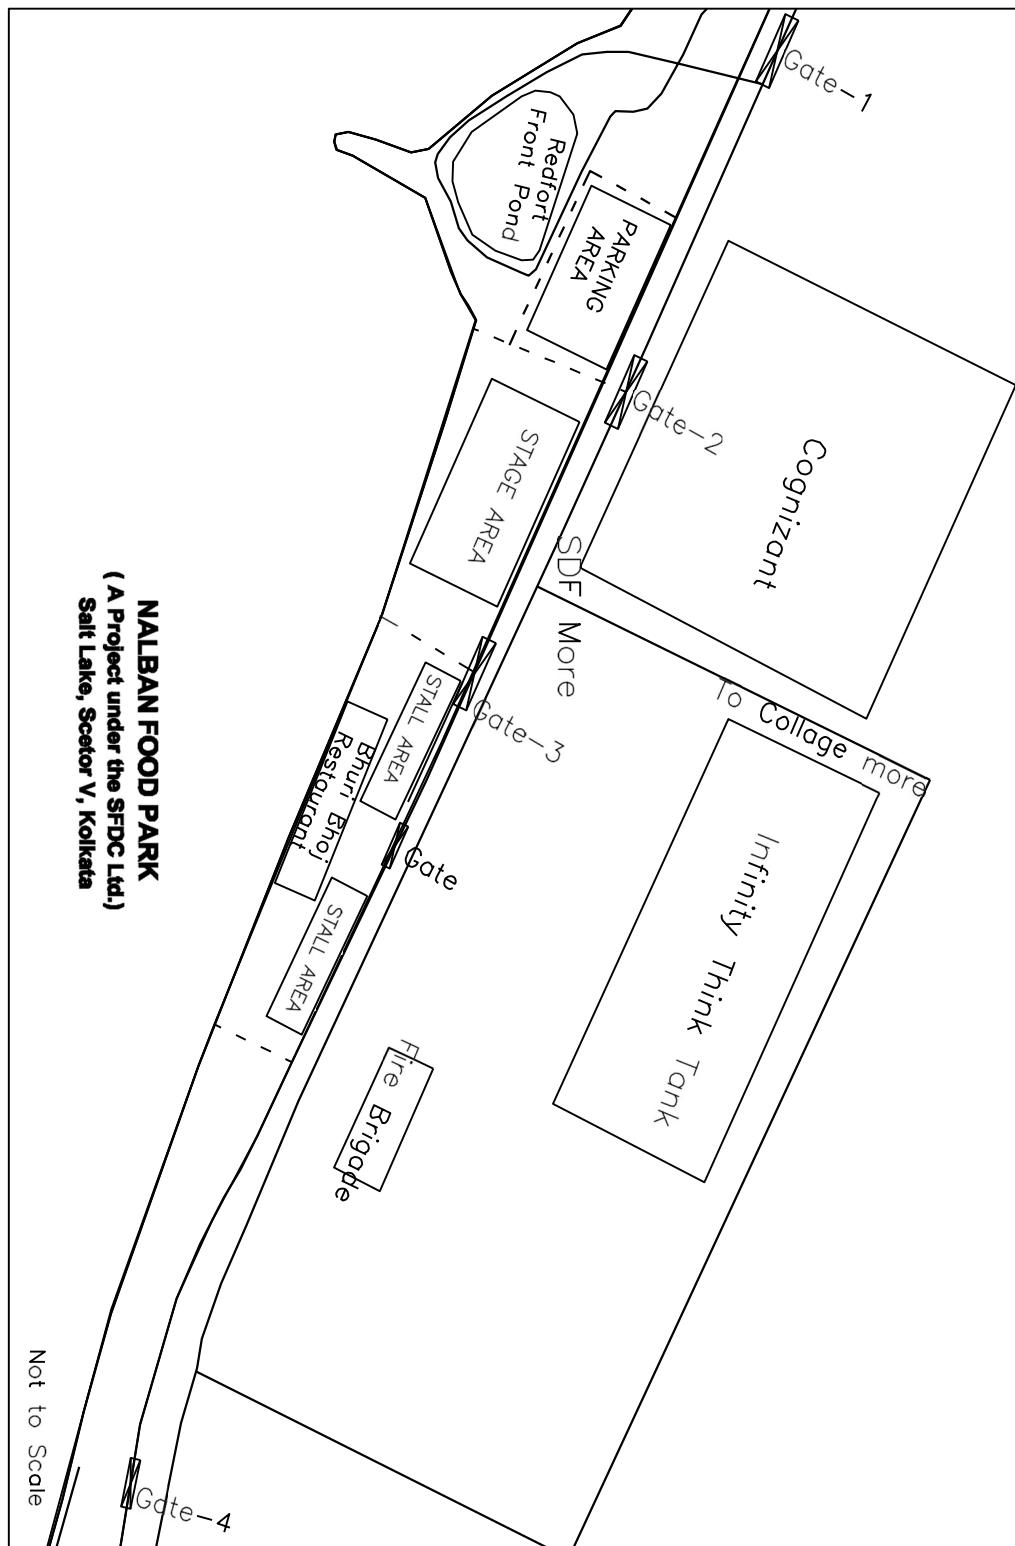 Gate-1
Redfort
Front Pond
PARKING
AREA
Gate-2
Cognizant
STAGE AREA
SDF More
To Collage more
Gate-3
STALL AREA
Bhuri Bhoj
Restaurant
Gate
Infinity Think Tank
STALL AREA
Fire Brigade
Gate-4
NALBAN FOOD PARK
( A Project under the SFDC Ltd.)
Salt Lake, Scetor V, Kolkata
Not to Scale